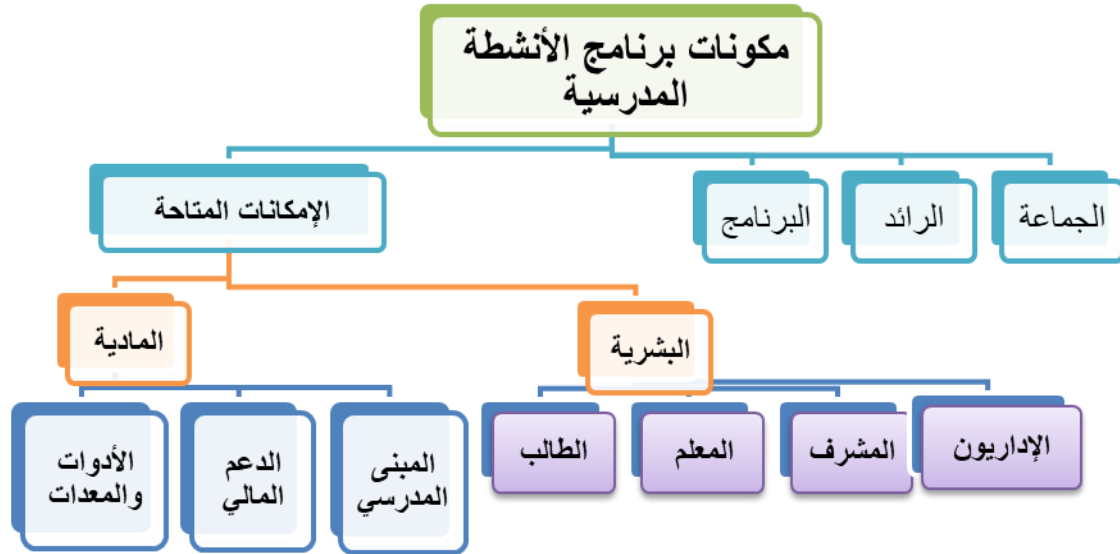 مكونات برنامج الأنشطة
المدرسية
الجماعة
الرائد
البرنامج
الإمكانات المتاحة
البشرية
المادية
الإداريون
المشرف
المعلم
الطالب
المبنى
المدرسي
الدعم
المالي
الأدوات
والمعدات